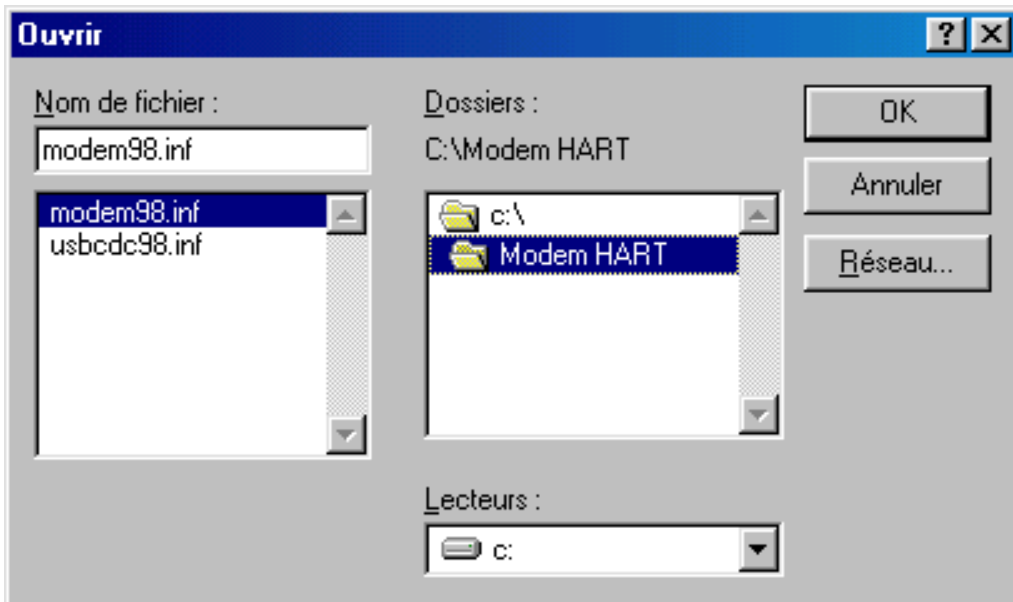 Ouvrir
Nom de fichier :
modem98.inf
modem98.inf
usbcdc98.inf
Dossiers :
C:\Modem HART
c:\
Modem HART
Lecteurs :
c:
OK
Annuler
Réseau...